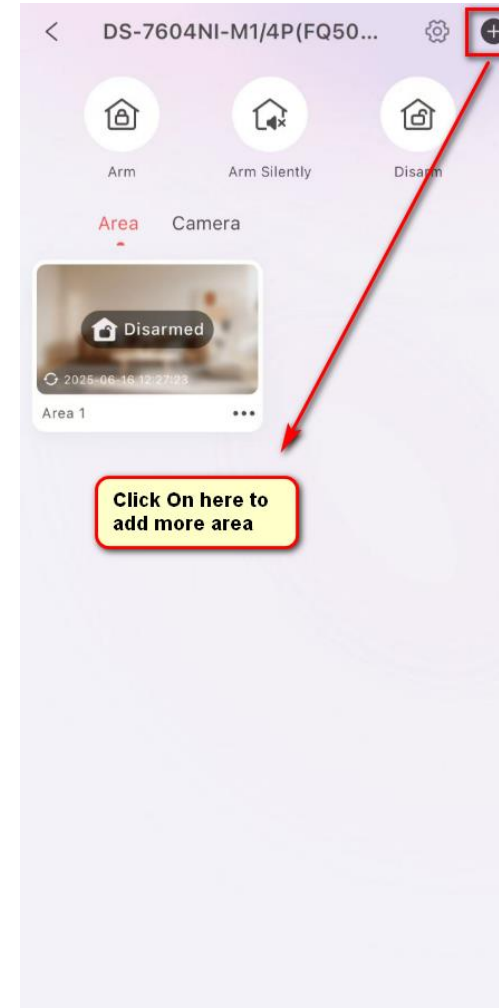 DS-7604NI-M1/4P(FQ50...
Arm
Arm Silently
Disarm
Area
Camera
Disarmed
2025-06-16 12:27:23
Area 1
Click On here to
add more area